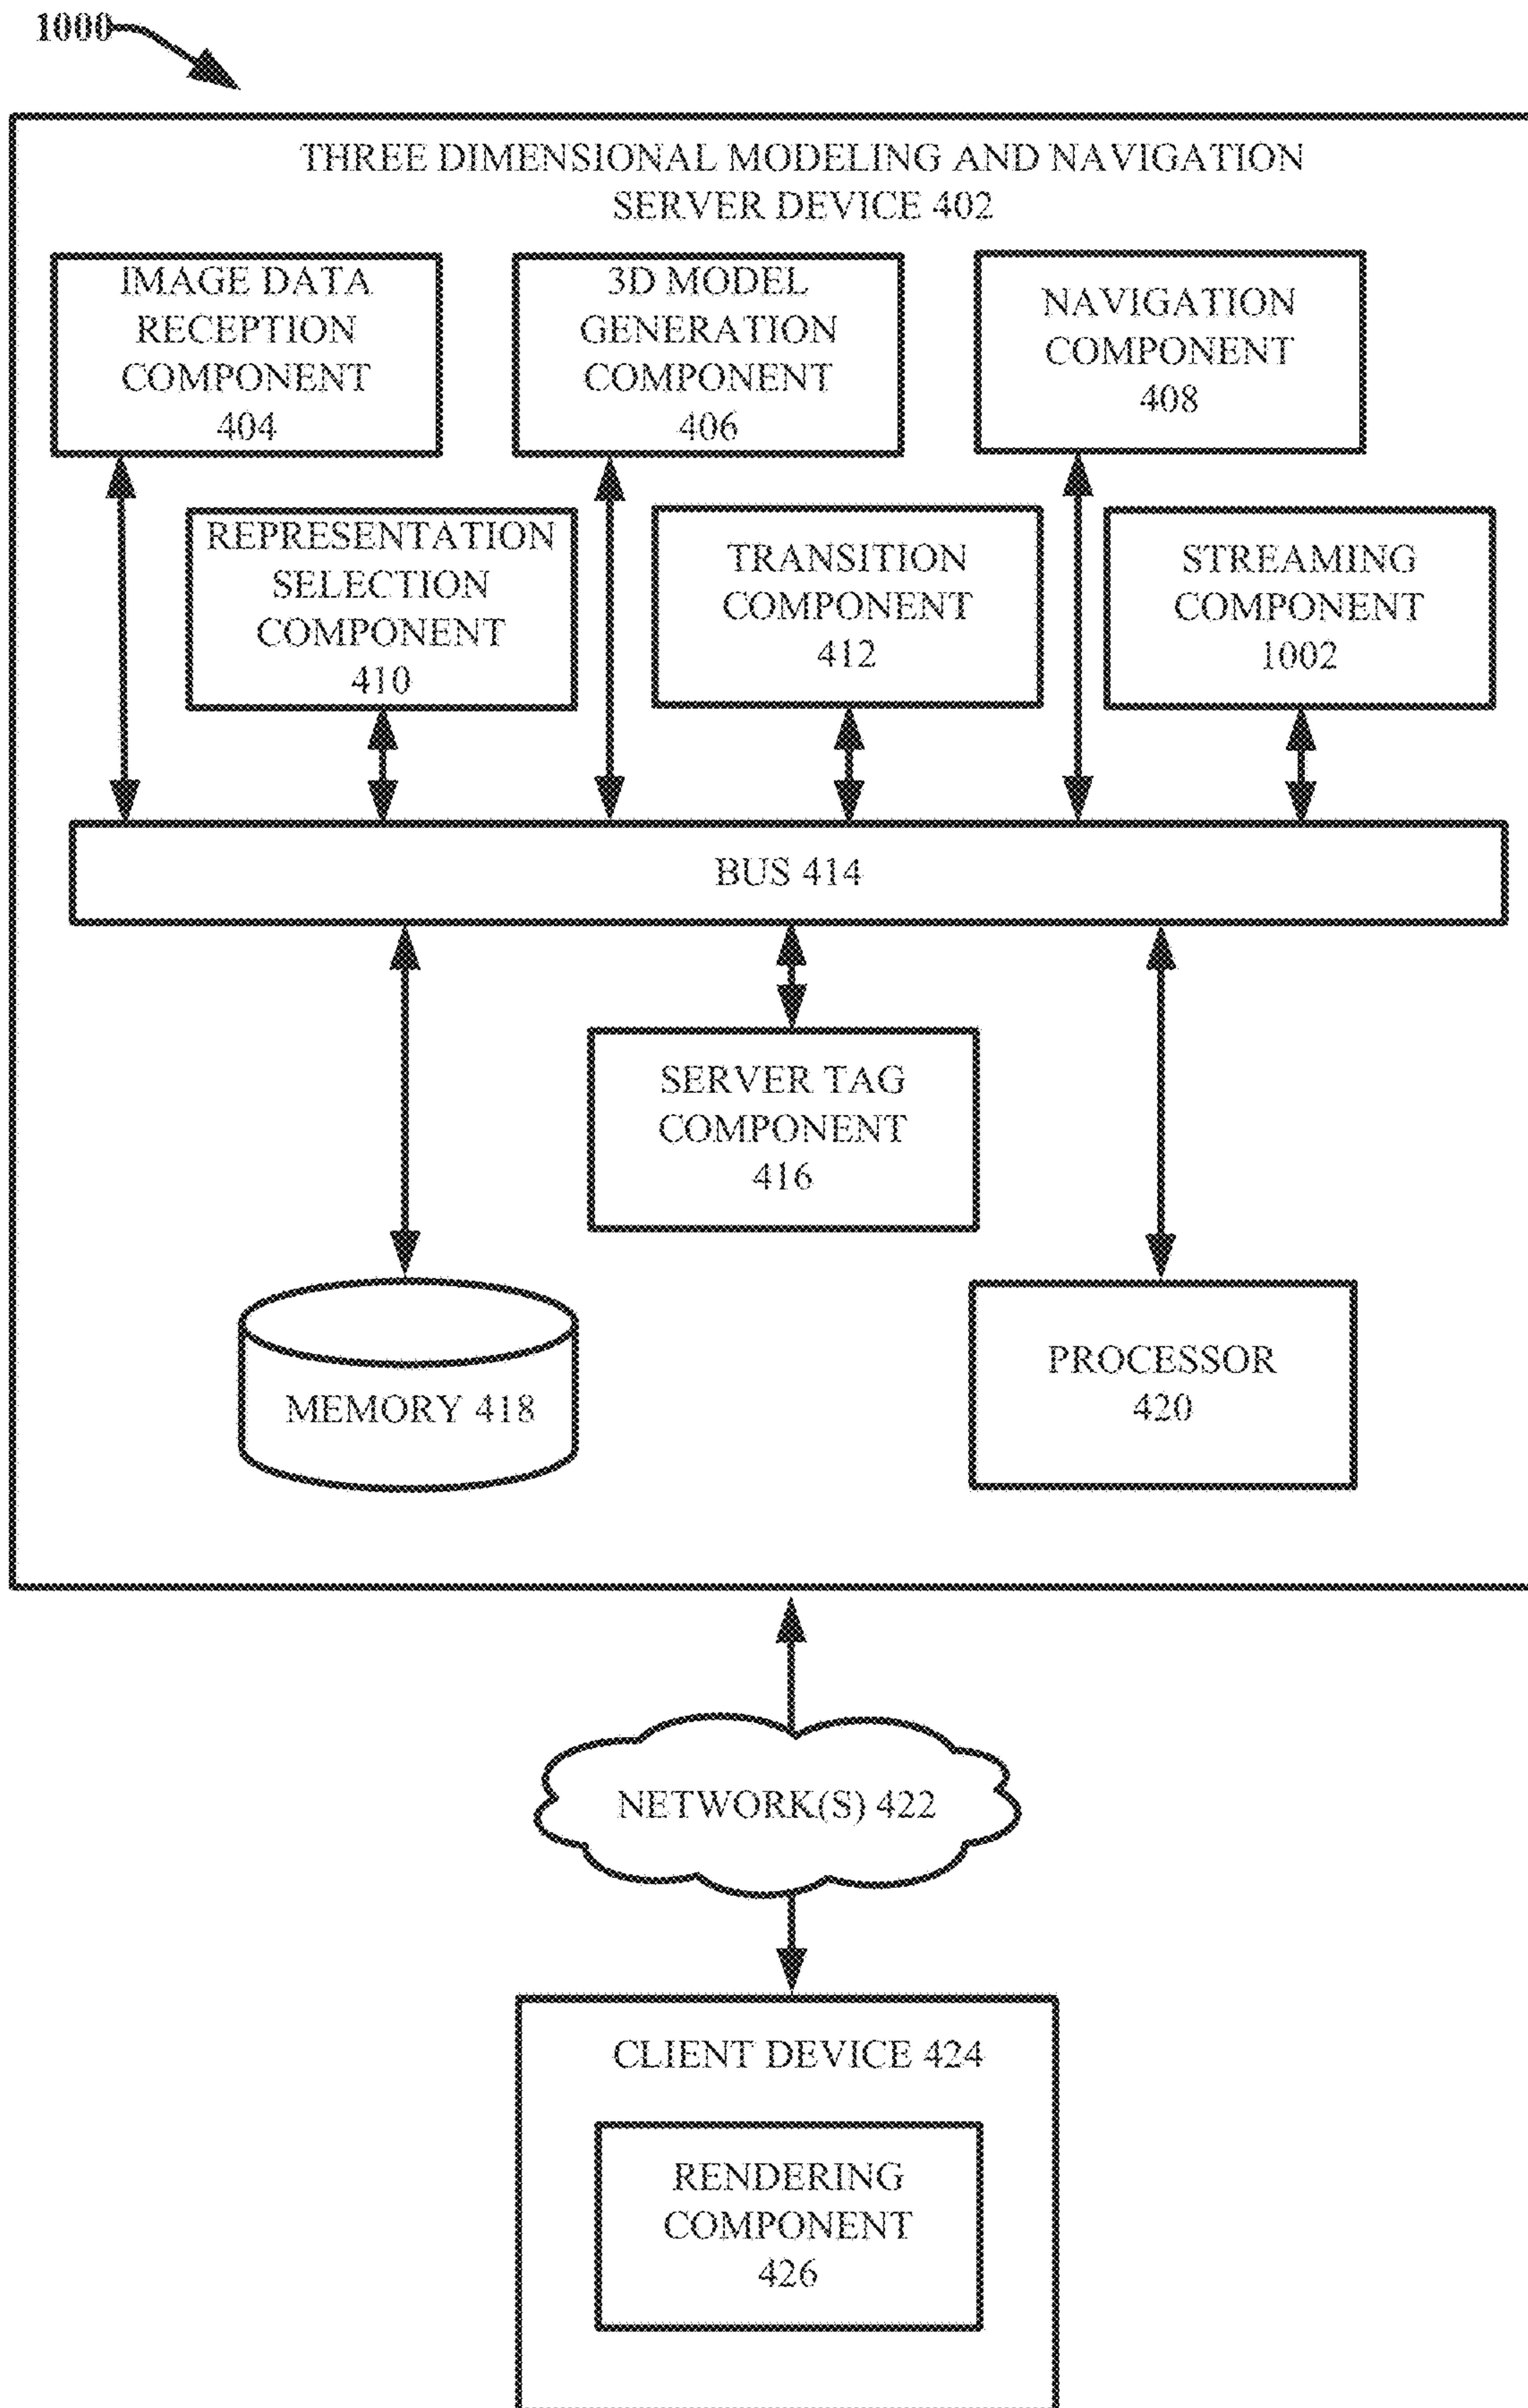 1000
THREE DIMENSIONAL MODELING AND NAVIGATION
SERVER DEVICE 402
IMAGE DATA
RECEPTION
COMPONENT
404
3D MODEL
GENERATION
COMPONENT
406
NAVIGATION
COMPONENT
408
REPRESENTATION
SELECTION
COMPONENT
410
TRANSITION
COMPONENT
412
STREAMING
COMPONENT
1002
BUS 414
SERVER TAG
COMPONENT
416
MEMORY 418
PROCESSOR
420
NETWORK(S) 422
CLIENT DEVICE 424
RENDERING
COMPONENT
426